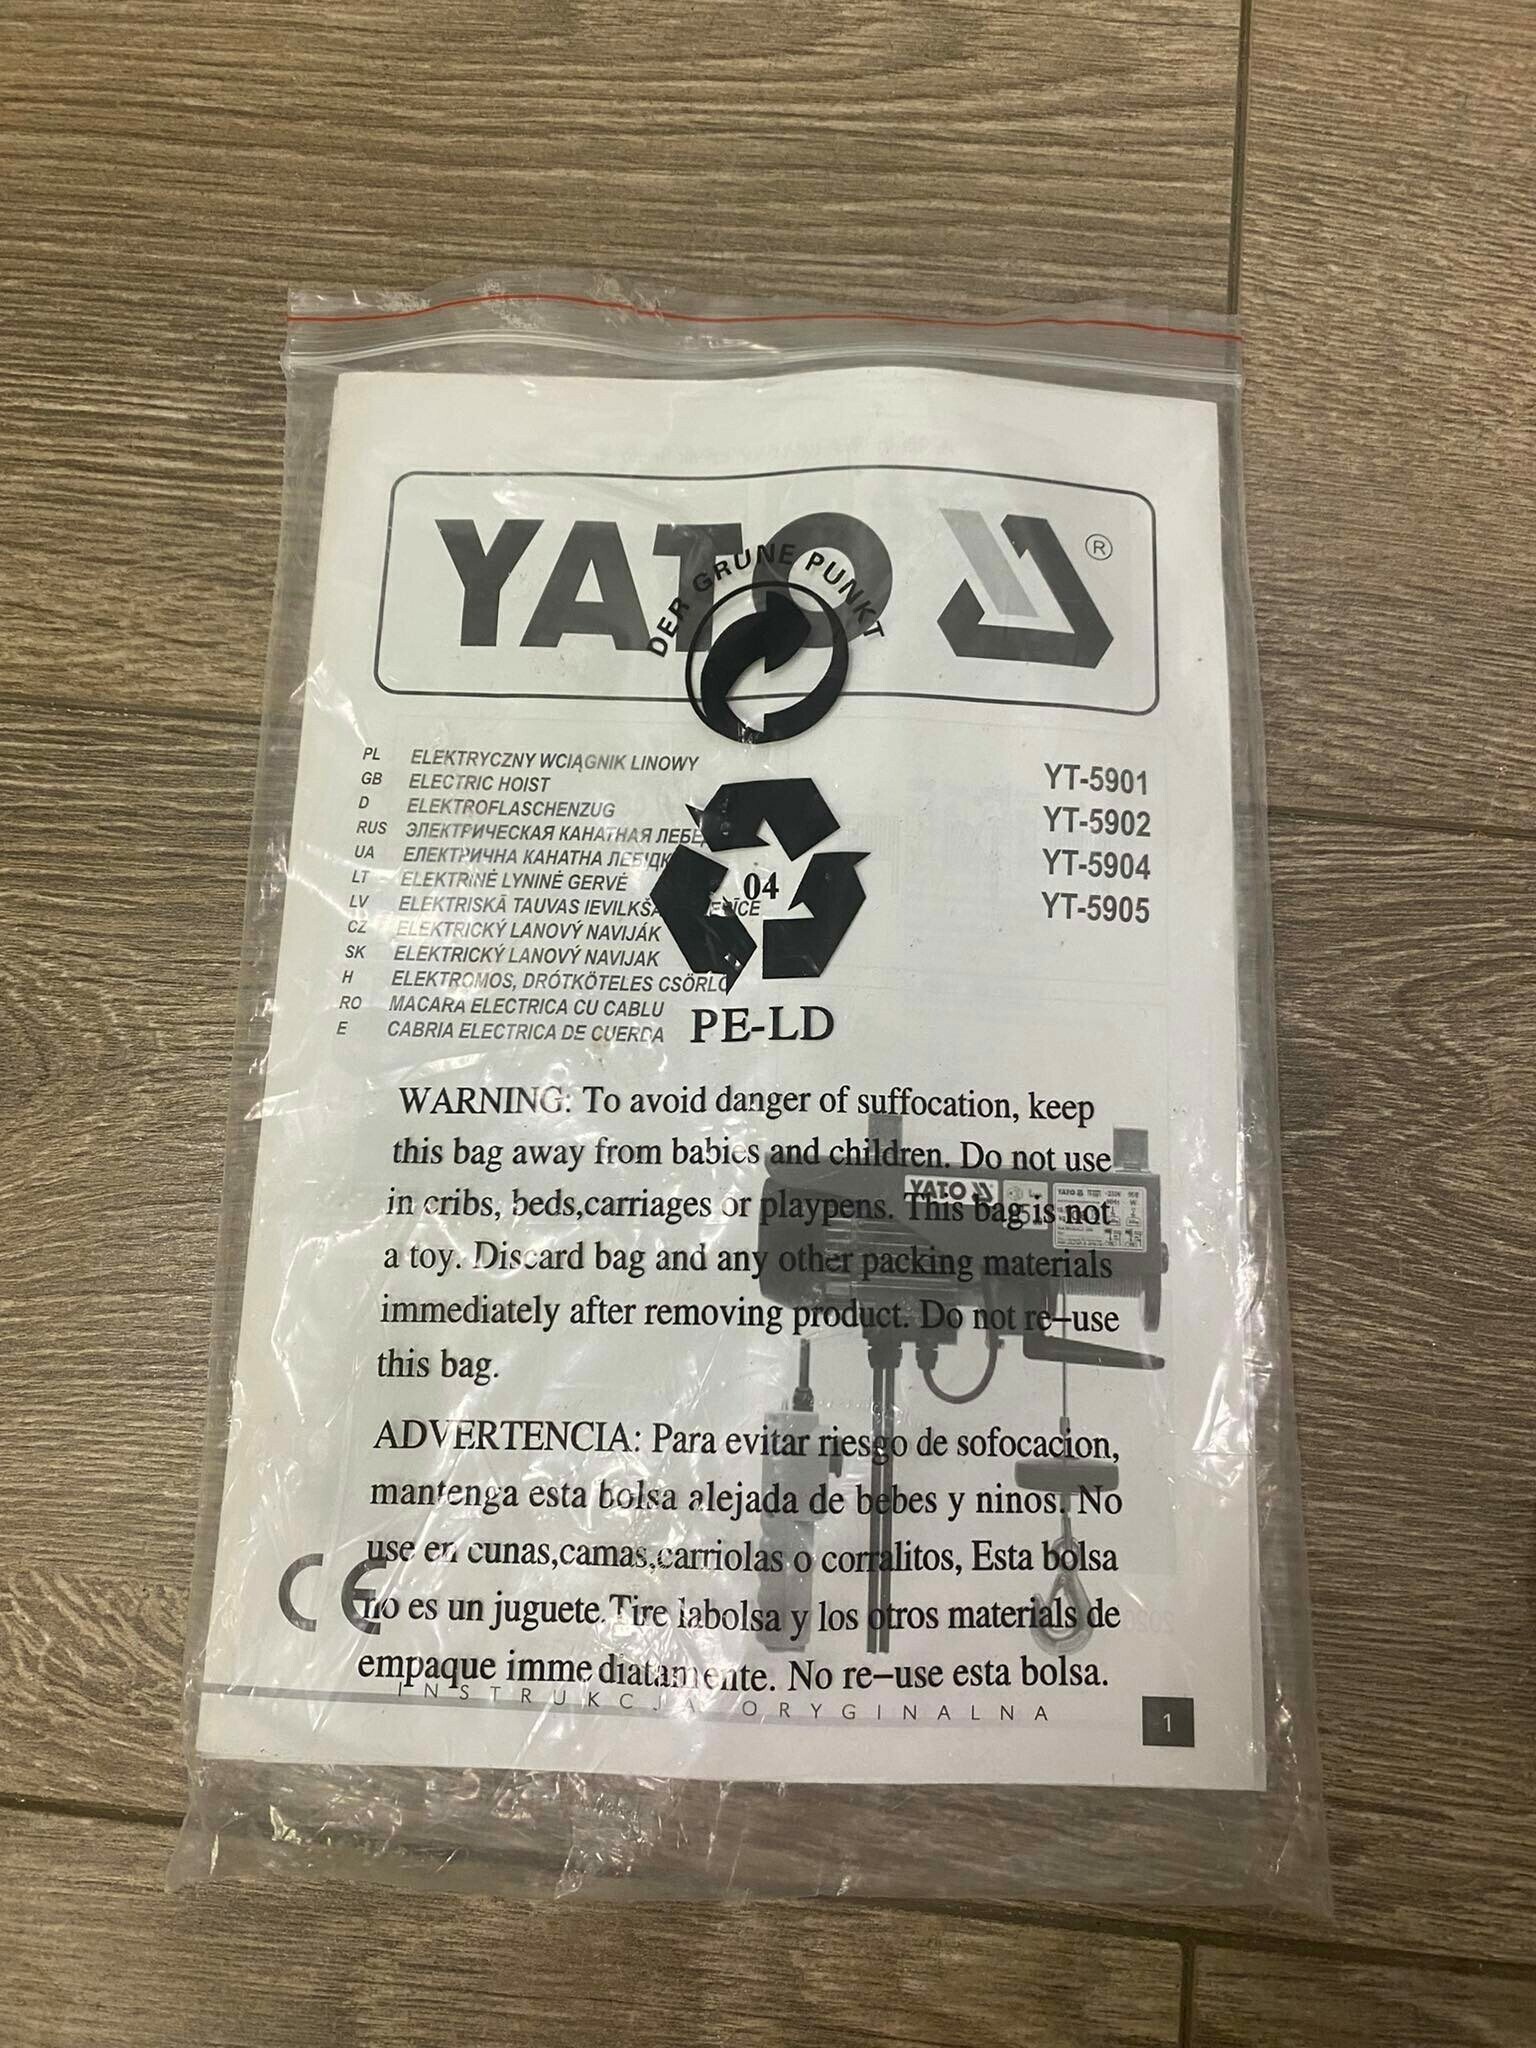 YATO ®
DER GRÜNE PUNKT
PL ELEKTRYCZNY WCIĄGNIK LINOWY
GB ELECTRIC HOIST
D ELEKTROFLASCHENZUG
RUS ЭЛЕКТРИЧЕСКАЯ КАНАТНАЯ
UA ЕЛЕКТРИЧНА КАНАТНА
LT ELEKTRINĖ LYNINĖ GERVĖ
LV ELEKTRISKĀ TAUVAS
CZ ELEKTRICKÝ LANOVÝ NAVIJÁK
SK ELEKTRICKÝ LANOVÝ NAVIJAK
H ELEKTROMOS, DRÓTKÖTELES
RO MACARA ELECTRICA CU CABLU
E CABRIA ELECTRICA DE CUERDA
YT-5901
YT-5902
YT-5904
YT-5905
04
PE-LD
WARNING: To avoid danger of suffocation, keep
this bag away from babies and children. Do not use
in cribs, beds,carriages or playpens. This bag is not
a toy. Discard bag and any other packing materials
immediately after removing product. Do not re-use
this bag.
YATO
YATO
ADVERTENCIA: Para evitar riesgo de sofocacion,
mantenga esta bolsa alejada de bebes y ninos. No
use en cunas,camas,carriolas o corralitos, Esta bolsa
no es un juguete.Tire labolsa y los otros materials de
empaque imme diatamente. No re-use esta bolsa.
CE
INSTRUKCJA ORYGINALNA
1